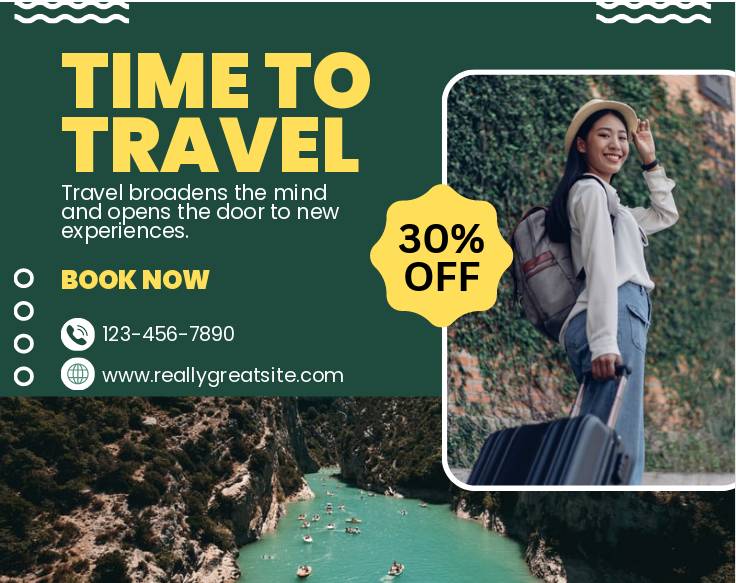 TIME TO
TRAVEL
Travel broadens the mind
and opens the door to new
experiences.
30%
OFF
BOOK NOW
123-456-7890
www.reallygreatsite.com